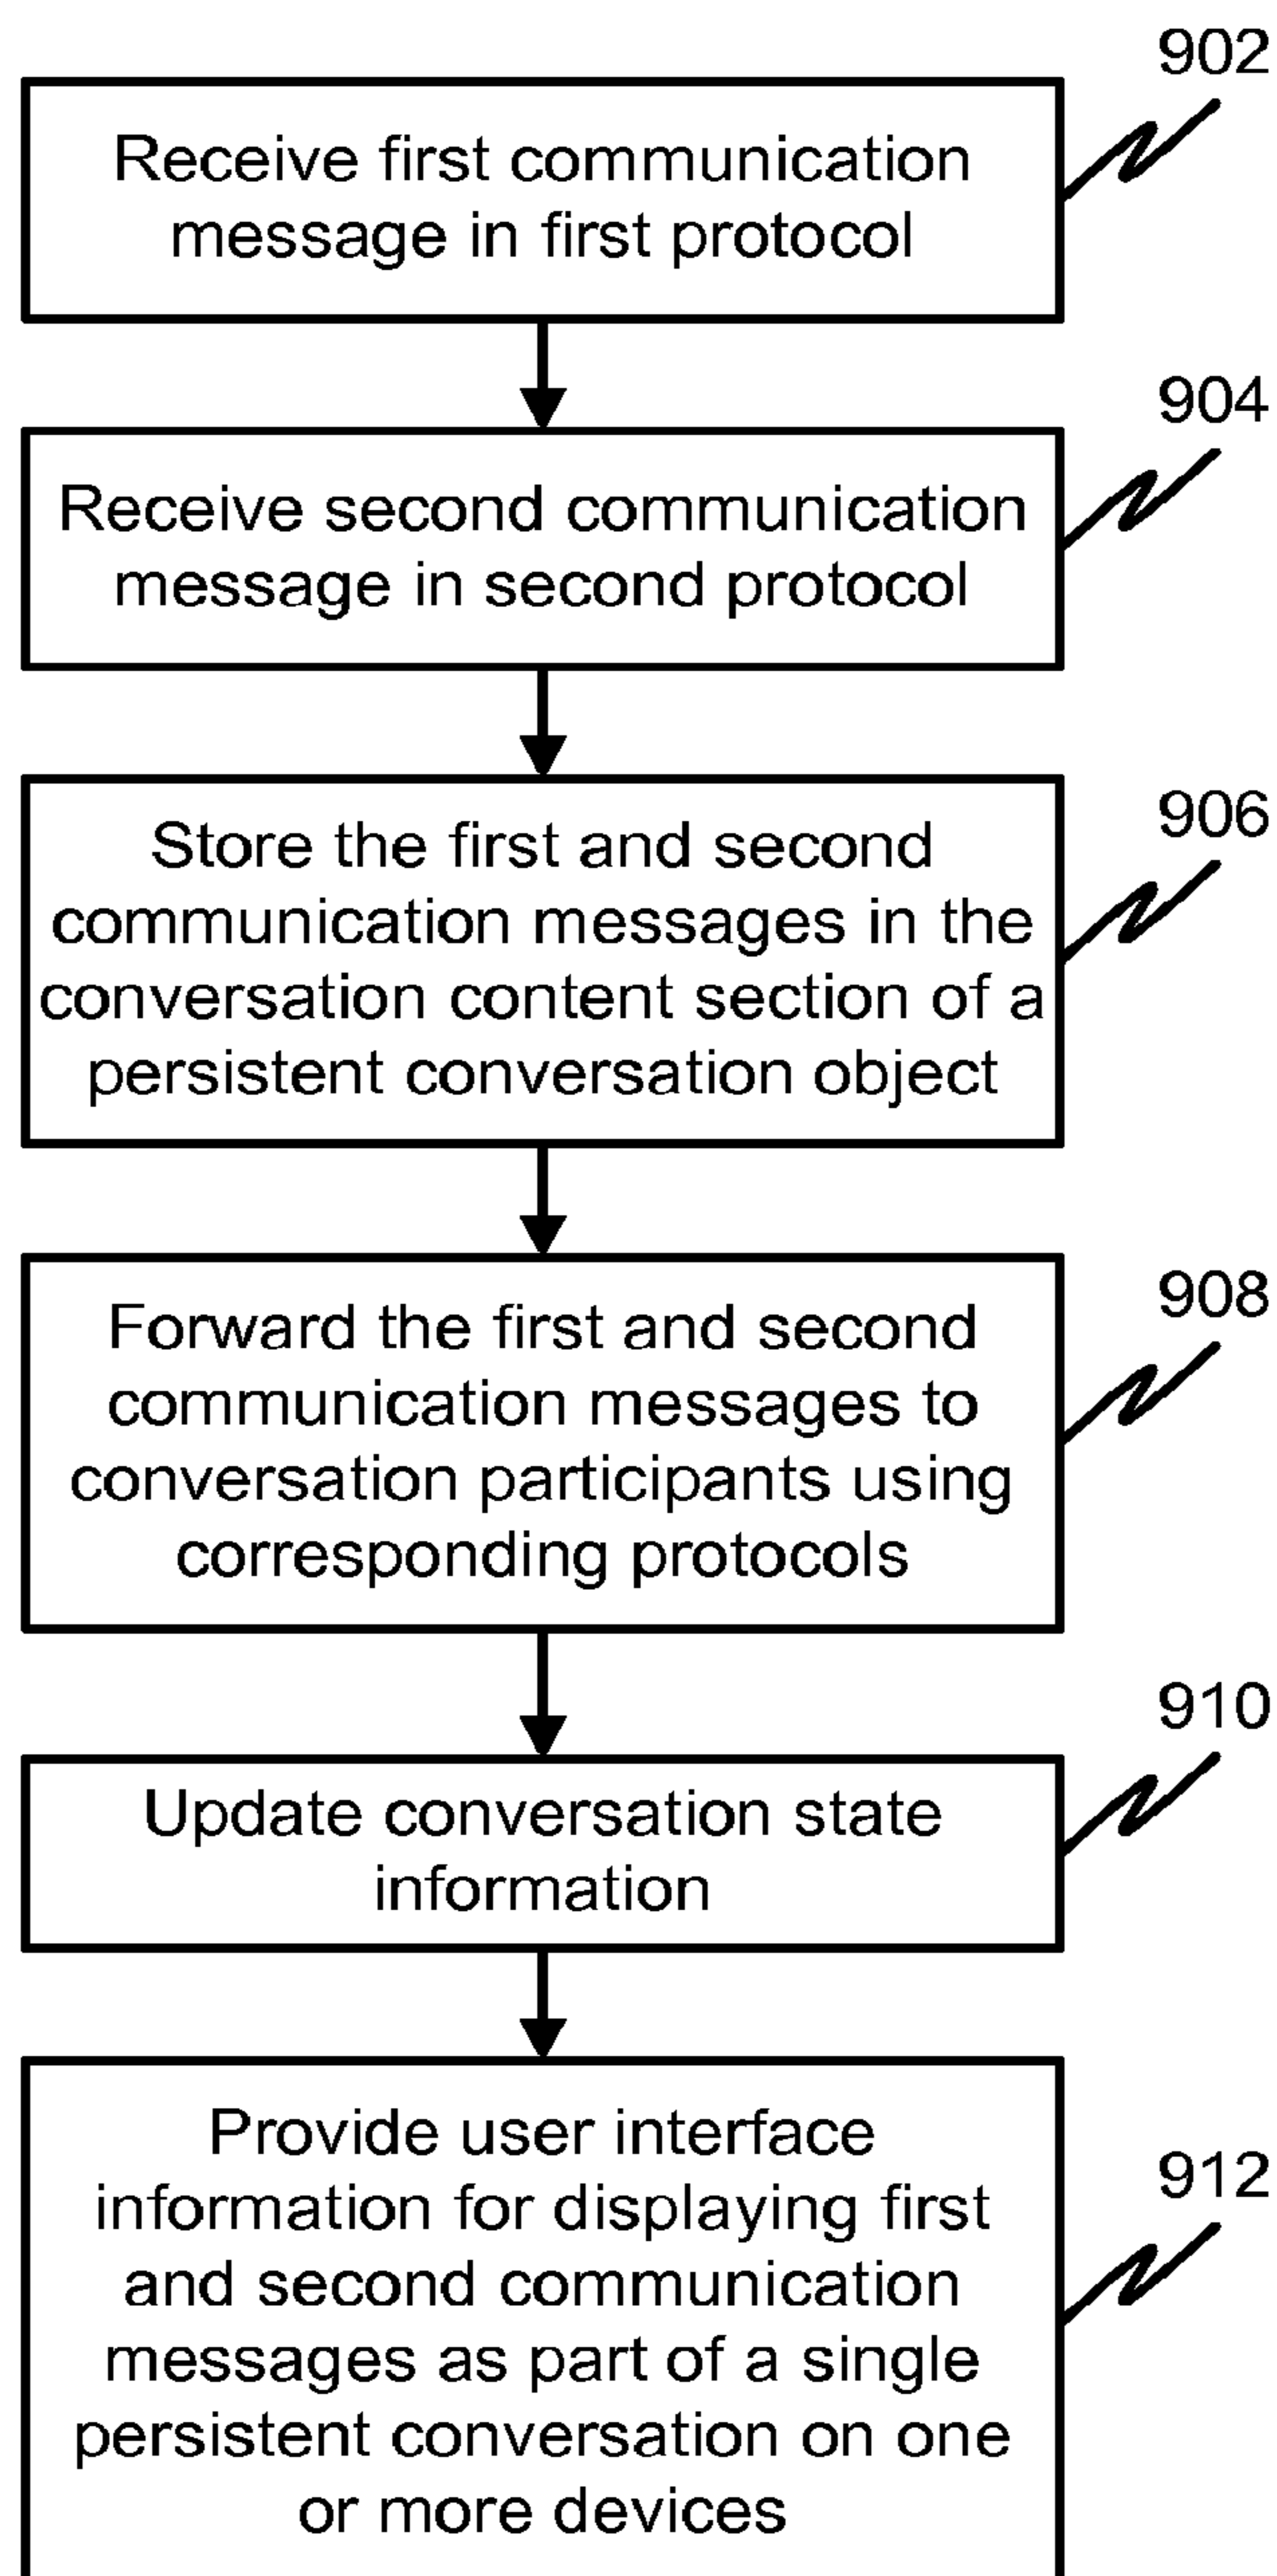 902
Receive first communication
message in first protocol
904
Receive second communication
message in second protocol
906
Store the first and second
communication messages in the
conversation content section of a
persistent conversation object
908
Forward the first and second
communication messages to
conversation participants using
corresponding protocols
910
Update conversation state
information
912
Provide user interface
information for displaying first
and second communication
messages as part of a single
persistent conversation on one
or more devices